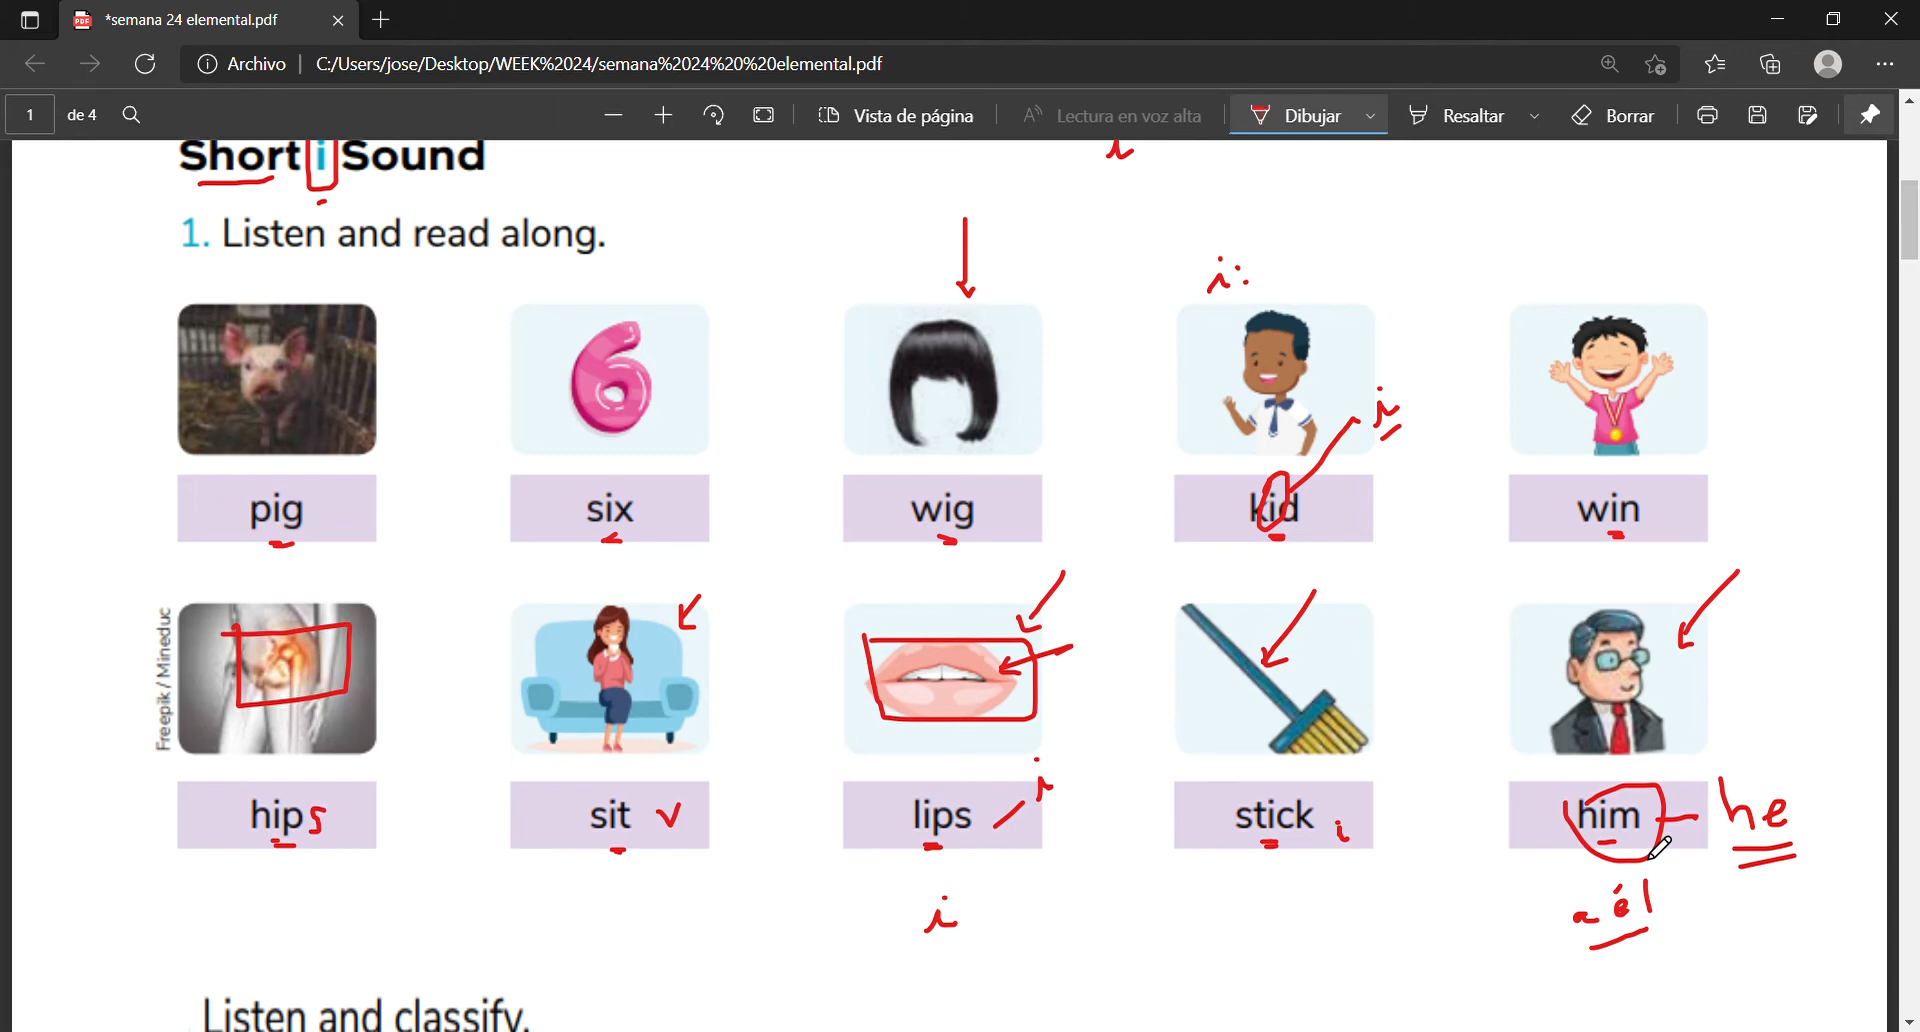 *semana 24 elemental.pdf
Archivo | C:/Users/jose/Desktop/WEEK%2024/semana%2024%20%20elemental.pdf
1 de 4 Vista de página Lectura en voz alta Dibujar Resaltar Borrar
Short i Sound
i
1. Listen and read along.
i:
i
6
pig six wig kid win
Freepik / Mineduc
i
hips sit v lips stick i him - he
a él
i
Listen and classify.